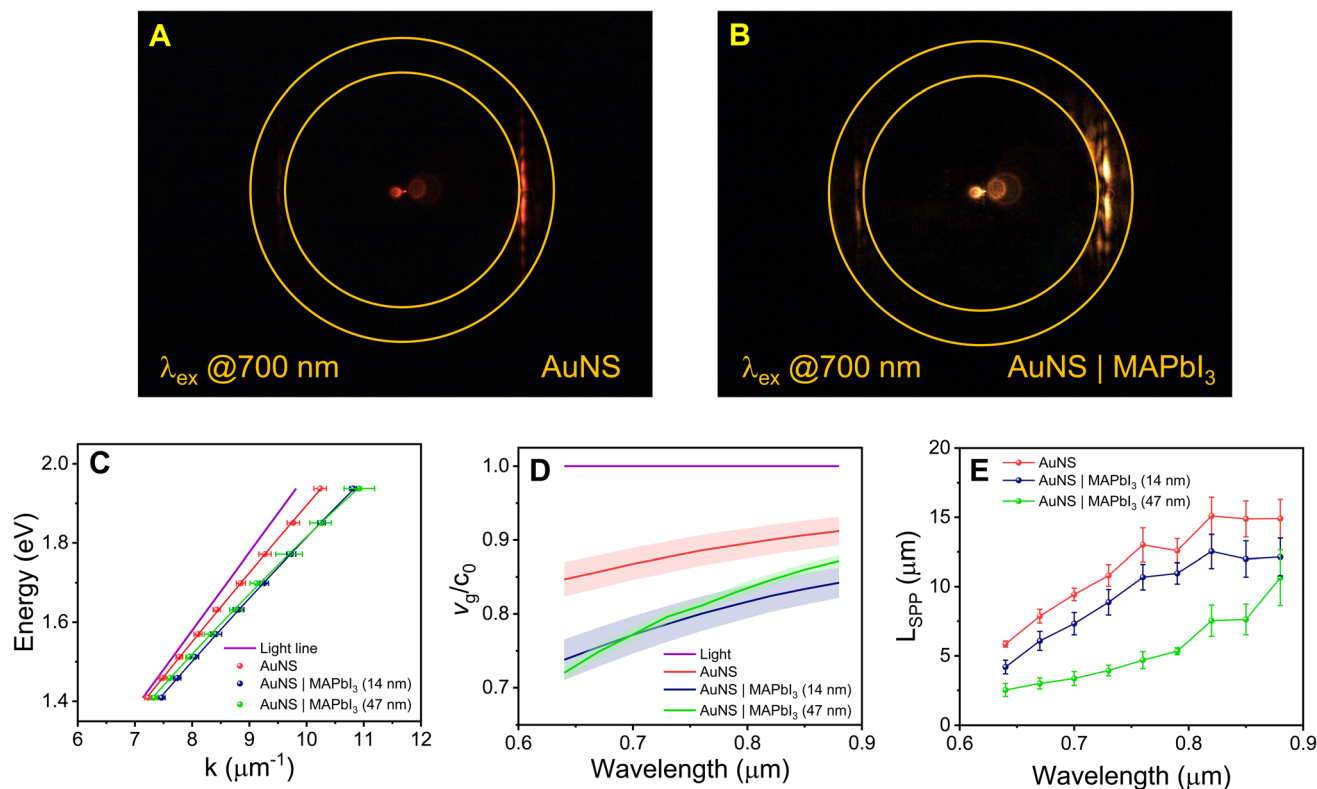 A
λex @700 nm
AuNS
B
λex @700 nm
AuNS | MAPbI3
C
Energy (eV)
2.0
1.8
1.6
1.4
Light line
AuNS
AuNS | MAPbI3 (14 nm)
AuNS | MAPbI3 (47 nm)
6 7 8 9 10 11 12
k (μm-1)
D
vg/c0
1.0
0.9
0.8
0.7
Light
AuNS
AuNS | MAPbI3 (14 nm)
AuNS | MAPbI3 (47 nm)
0.6 0.7 0.8 0.9
Wavelength (μm)
E
LSPP (μm)
20
15
10
5
0
AuNS
AuNS | MAPbI3 (14 nm)
AuNS | MAPbI3 (47 nm)
0.6 0.7 0.8 0.9
Wavelength (μm)